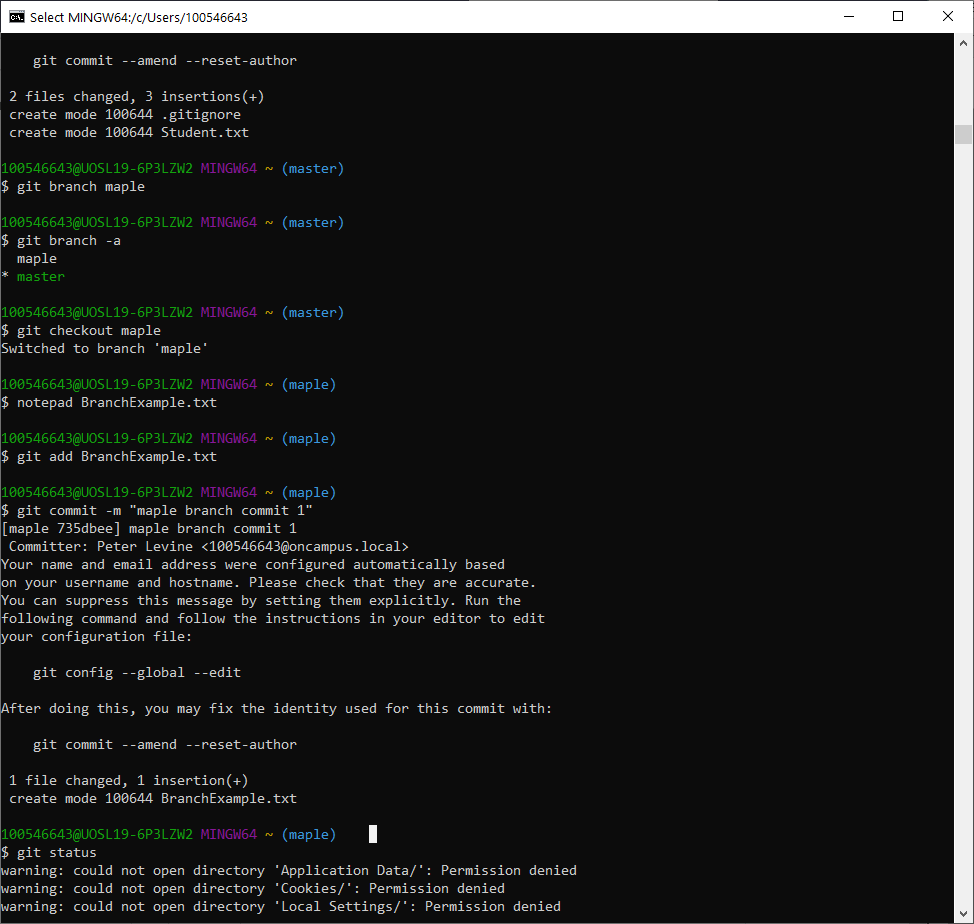 Select MINGW64:/c/Users/100546643
git commit --amend --reset-author
2 files changed, 3 insertions(+)
create mode 100644 .gitignore
create mode 100644 Student.txt
100546643@UOSL19-6P3LZW2 MINGW64 ~ (master)
$ git branch maple
100546643@UOSL19-6P3LZW2 MINGW64 ~ (master)
$ git branch -a
maple
* master
100546643@UOSL19-6P3LZW2 MINGW64 ~ (master)
$ git checkout maple
Switched to branch 'maple'
100546643@UOSL19-6P3LZW2 MINGW64 ~ (maple)
$ notepad BranchExample.txt
100546643@UOSL19-6P3LZW2 MINGW64 ~ (maple)
$ git add BranchExample.txt
100546643@UOSL19-6P3LZW2 MINGW64 ~ (maple)
$ git commit -m "maple branch commit 1"
[maple 735dbee] maple branch commit 1
Committer: Peter Levine <100546643@oncampus.local>
Your name and email address were configured automatically based
on your username and hostname. Please check that they are accurate.
You can suppress this message by setting them explicitly. Run the
following command and follow the instructions in your editor to edit
your configuration file:
git config --global --edit
After doing this, you may fix the identity used for this commit with:
git commit --amend --reset-author
1 file changed, 1 insertion(+)
create mode 100644 BranchExample.txt
100546643@UOSL19-6P3LZW2 MINGW64 ~ (maple)
$ git status
warning: could not open directory 'Application Data/': Permission denied
warning: could not open directory 'Cookies/': Permission denied
warning: could not open directory 'Local Settings/': Permission denied